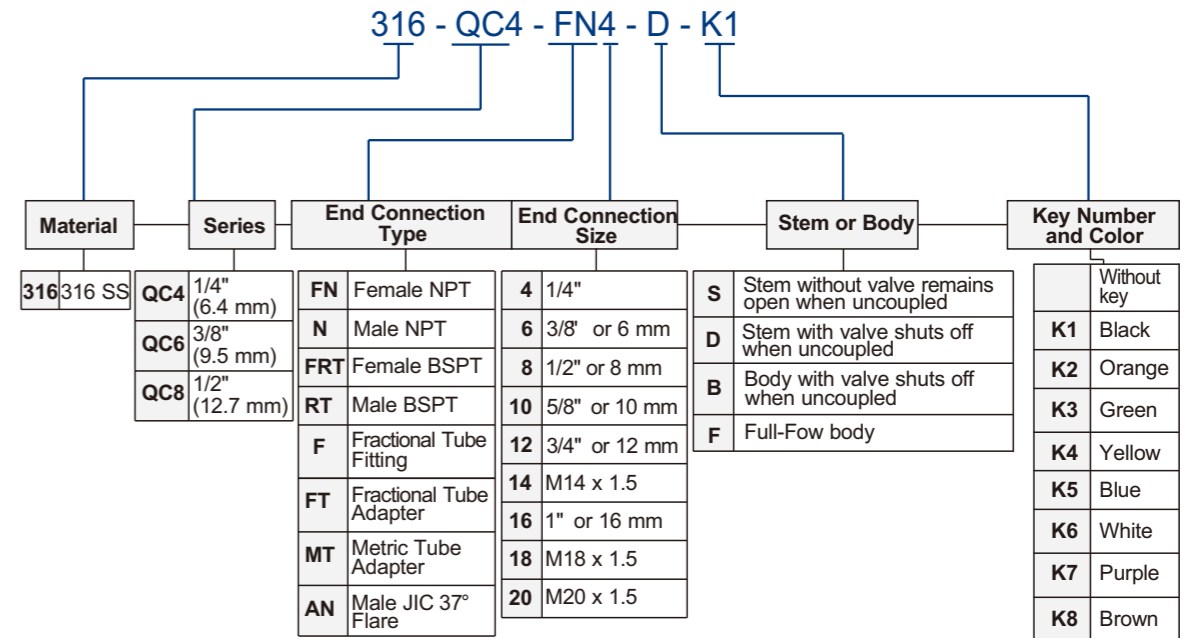 316 - QC4 - FN4 - D - K1
Material
Series
End Connection
Type
End Connection
Size
Stem or Body
Key Number
and Color
316 316 SS
QC4 1/4"
(6.4 mm)
QC6 3/8"
(9.5 mm)
QC8 1/2"
(12.7 mm)
FN Female NPT
N Male NPT
FRT Female BSPT
RT Male BSPT
F Fractional Tube
Fitting
FT Fractional Tube
Adapter
MT Metric Tube
Adapter
AN Male JIC 37°
Flare
4 1/4"
6 3/8' or 6 mm
8 1/2" or 8 mm
10 5/8" or 10 mm
12 3/4" or 12 mm
14 M14 x 1.5
16 1" or 16 mm
18 M18 x 1.5
20 M20 x 1.5
S Stem without valve remains
open when uncoupled
D Stem with valve shuts off
when uncoupled
B Body with valve shuts off
when uncoupled
F Full-Fow body
Without
key
K1 Black
K2 Orange
K3 Green
K4 Yellow
K5 Blue
K6 White
K7 Purple
K8 Brown